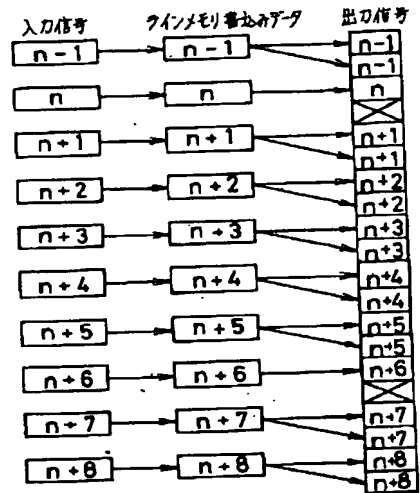 入力信号 ラインメモリ書込みデータ 出力信号
n-1 n-1 n-1
n-1
n n n
n+1 n+1 n+1
n+1
n+2 n+2 n+2
n+2
n+3 n+3 n+3
n+3
n+4 n+4 n+4
n+4
n+5 n+5 n+5
n+5
n+6 n+6 n+6
n+7 n+7 n+7
n+7
n+8 n+8 n+8
n+8